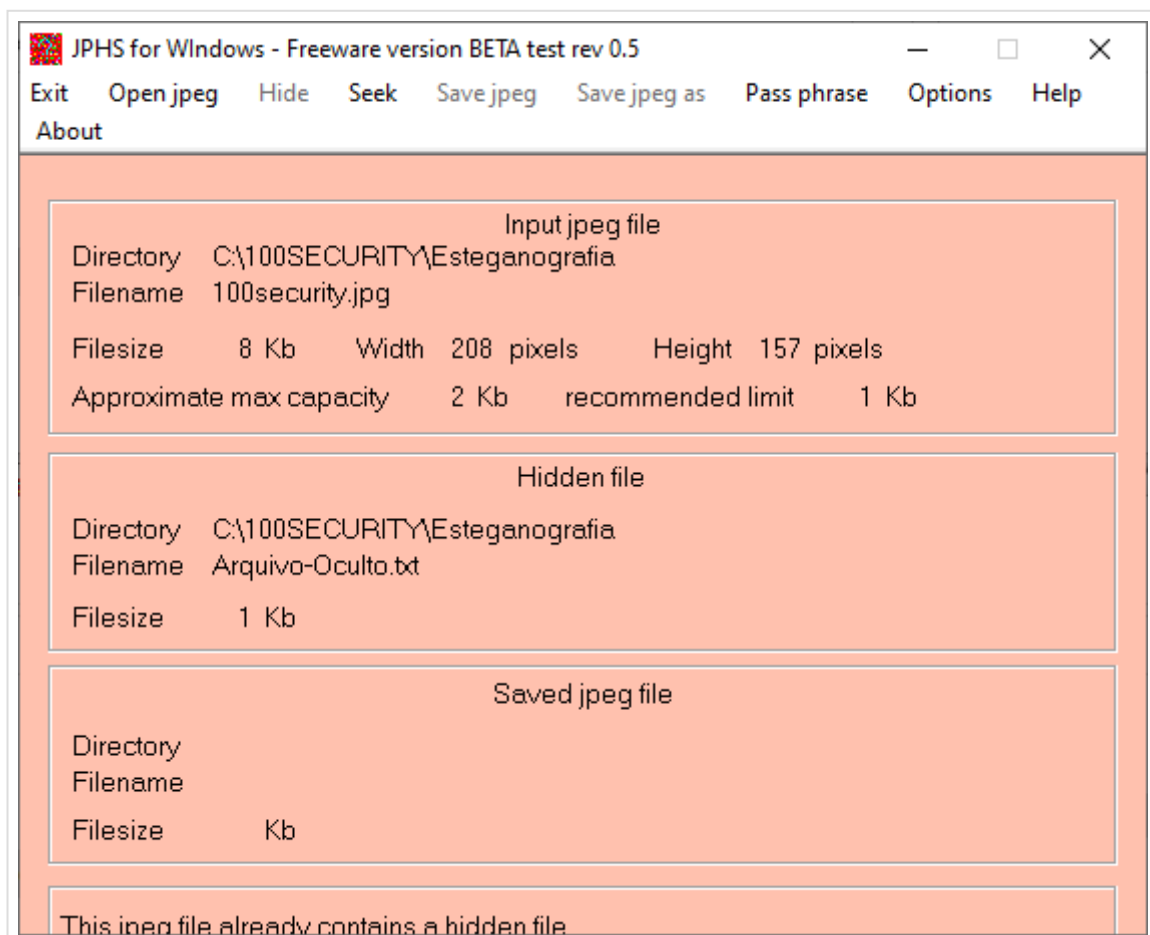 JPHS for WIndows - Freeware version BETA test rev 0.5
Exit Open jpeg Hide Seek Save jpeg Save jpeg as Pass phrase Options Help
About
Input jpeg file
Directory C:\100SECURITY\Esteganografia
Filename 100security.jpg
Filesize 8 Kb Width 208 pixels Height 157 pixels
Approximate max capacity 2 Kb recommended limit 1 Kb
Hidden file
Directory C:\100SECURITY\Esteganografia
Filename Arquivo-Oculto.txt
Filesize 1 Kb
Saved jpeg file
Directory
Filename
Filesize Kb
This jpeg file already contains a hidden file